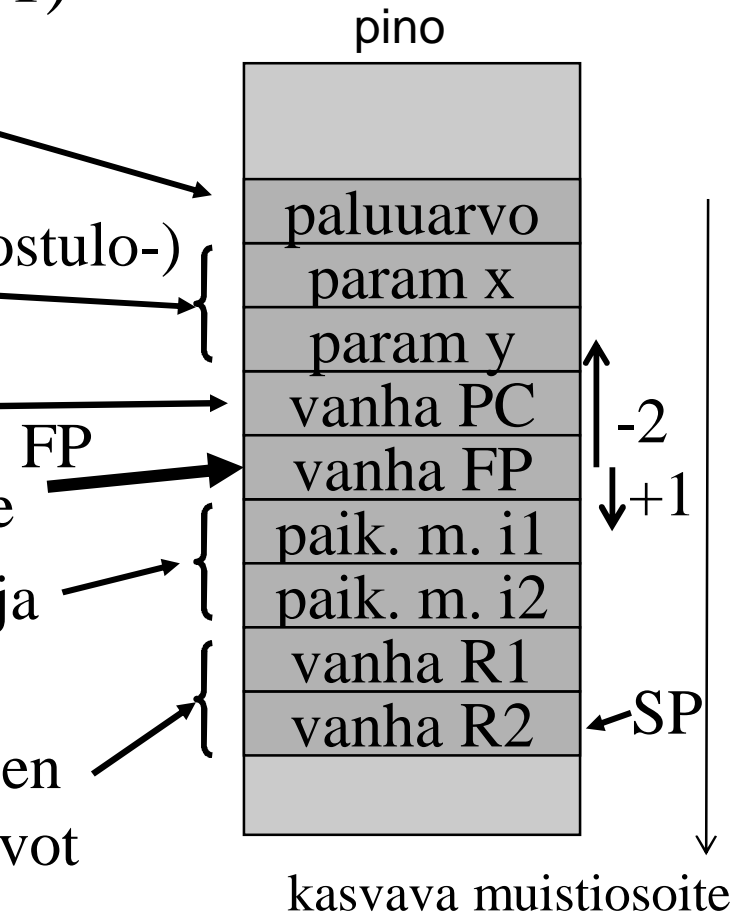 pino
paluuarvo
ostulo-)
param x
param y
vanha PC
-2
FP
vanha FP
+1
e
paik. m. i1
ja
paik. m. i2
vanha R1
vanha R2
SP
en
vot
kasvava muistiosoite